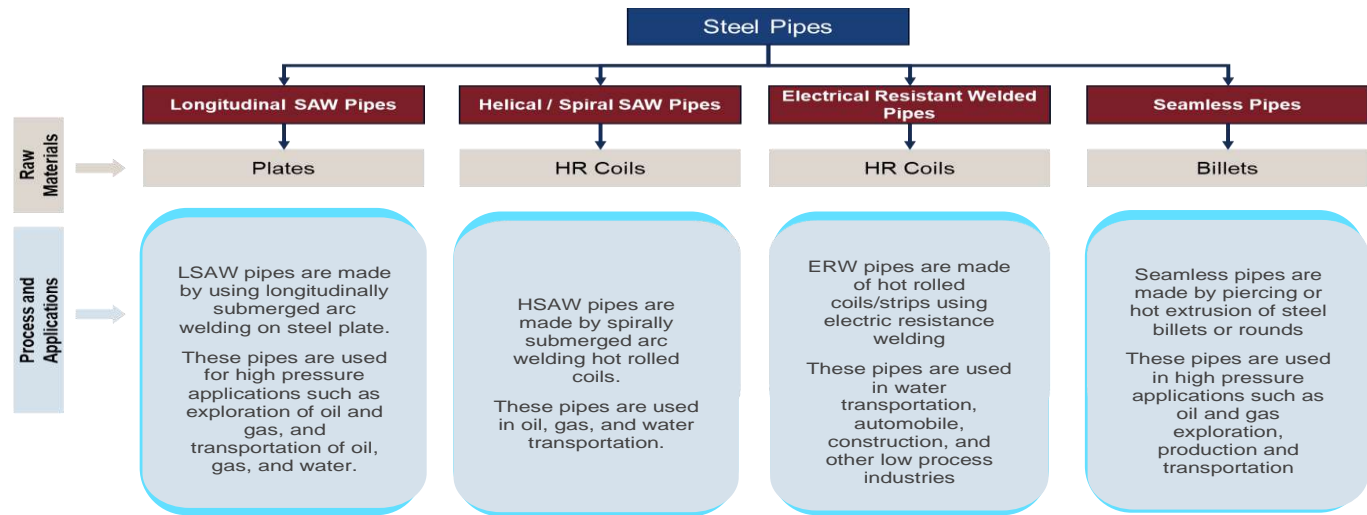 Steel Pipes
Longitudinal SAW Pipes
Helical / Spiral SAW Pipes
Electrical Resistant Welded
Pipes
Seamless Pipes
Raw
Materials
Plates
HR Coils
HR Coils
Billets
Process and
Applications
LSAW pipes are made
by using longitudinally
submerged arc
welding on steel plate.
These pipes are used
for high pressure
applications such as
exploration of oil and
gas, and
transportation of oil,
gas, and water.
HSAW pipes are
made by spirally
submerged arc
welding hot rolled
coils.
These pipes are used
in oil, gas, and water
transportation.
ERW pipes are made
of hot rolled
coils/strips using
electric resistance
welding
These pipes are used
in water
transportation,
automobile,
construction, and
other low process
industries
Seamless pipes are
made by piercing or
hot extrusion of steel
billets or rounds
These pipes are used
in high pressure
applications such as
oil and gas
exploration,
production and
transportation